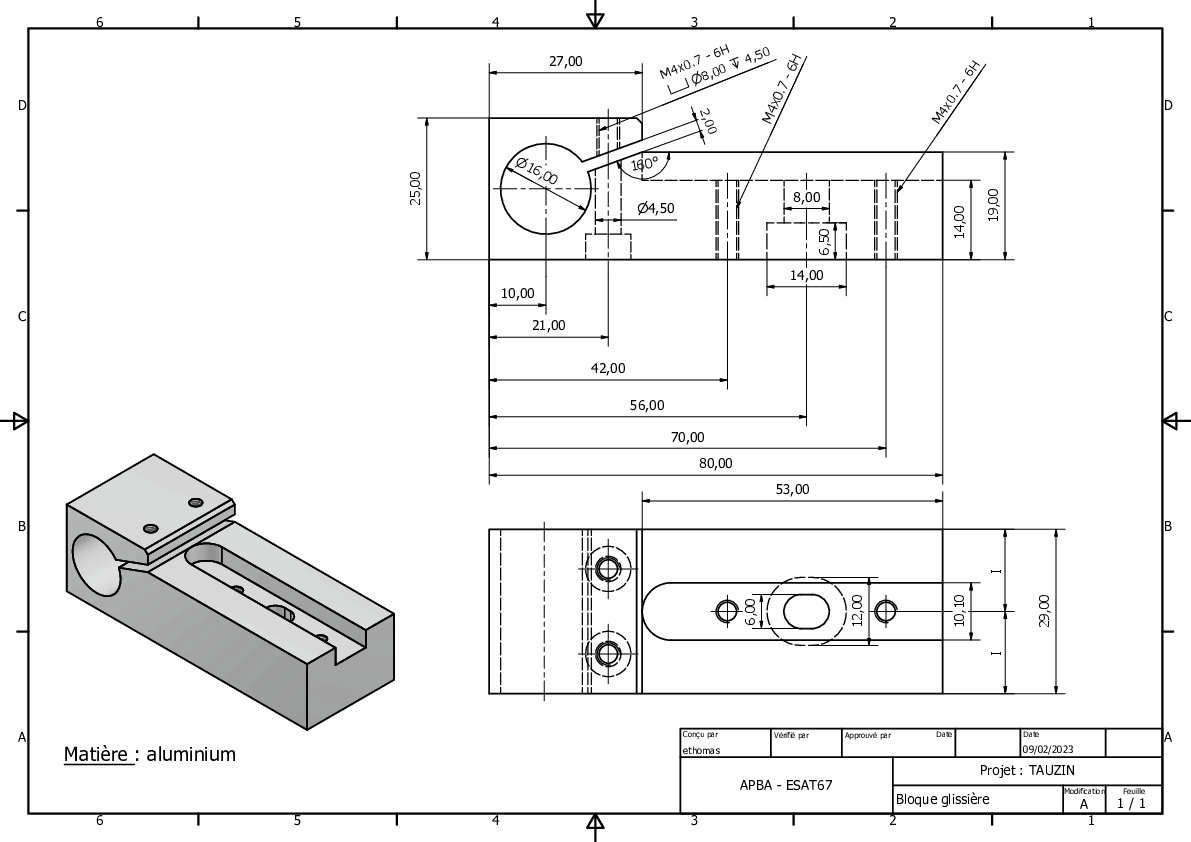 6 5 4 3 2 1
27,00
M4x0.7 - 6H
⌴ Ø8,00 ↧ 4,50
M4x0.7 - 6H
M4x0.7 - 6H
D D
2,00
160°
Ø16,00
25,00
Ø4,50
8,00
6,50
14,00
14,00
19,00
10,00
21,00
C C
42,00
56,00
70,00
80,00
53,00
B B
6,00
12,00
10,10
29,00
I
I
A A
Matière : aluminium
Conçu par Vérifié par Approuvé par Date Date
ethomas 09/02/2023
APBA - ESAT67
Projet : TAUZIN
Bloque glissière
Modification Feuille
A 1 / 1
6 5 4 3 2 1